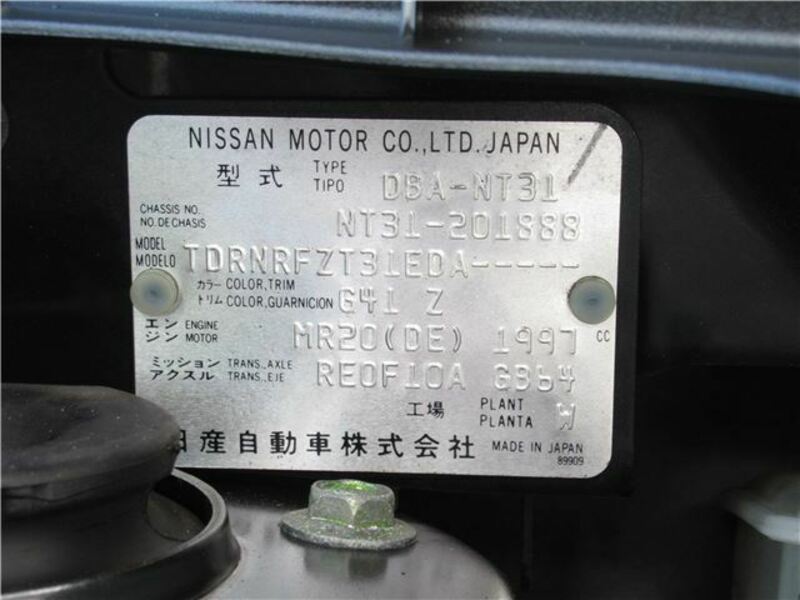 NISSAN MOTOR CO.,LTD. JAPAN
型式 TYPE TIPO DBA-NT31
CHASSIS NO. NO. DE CHASIS NT31-201888
MODEL MODELO TDRNRFZT31EDA-----
カラー COLOR,TRIM トリム COLOR,GUARNICION G41 Z
エンジン ENGINE MOTOR MR20(DE) 1997 CC
ミッション TRANS.,AXLE アクスル TRANS.,EJE RE0F10A GB64
工場 PLANT PLANTA W
日産自動車株式会社 MADE IN JAPAN
89909